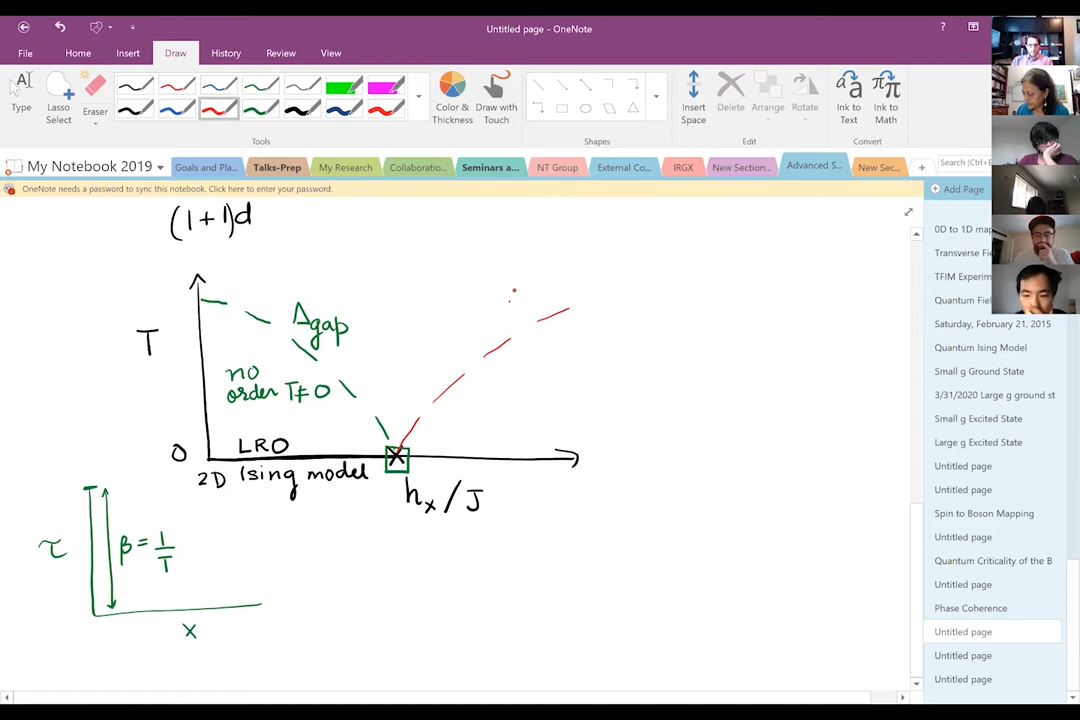 Untitled page - OneNote
?
File Home Insert Draw History Review View
Type
Lasso Select
Eraser
Color & Thickness
Draw with Touch
Insert Space
Delete
Arrange
Rotate
Ink to Text
Ink to Math
Tools
Shapes
Edit
Convert
My Notebook 2019
Goals and Pla...
Talks-Prep
My Research
Collaboratio...
Seminars a...
NT Group
External Co...
IRGX
New Section...
Advanced S...
New Sec...
Search (Ctrl+E
OneNote needs a password to sync this notebook. Click here to enter your password.
Add Page
(1+1)d
T
Δgap
no
order T≠0
0
LRO
2D Ising model
hx / J
τ
β = 1/T
x
0D to 1D map
Transverse Fi
TFIM Experim
Quantum Fiel
Saturday, February 21, 2015
Quantum Ising Model
Small g Ground State
3/31/2020 Large g ground st
Small g Excited State
Large g Excited State
Untitled page
Untitled page
Spin to Boson Mapping
Untitled page
Quantum Criticality of the B
Untitled page
Phase Coherence
Untitled page
Untitled page
Untitled page